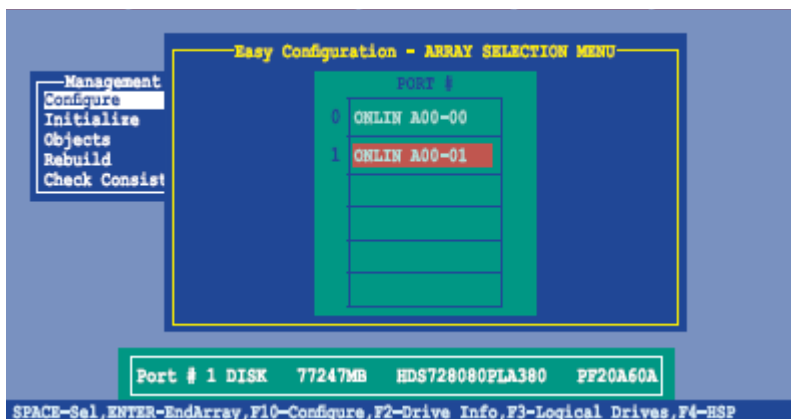 Easy Configuration - ARRAY SELECTION MENU
Management
Configure
Initialize
Objects
Rebuild
Check Consist
PORT #
0 ONLIN A00-00
1 ONLIN A00-01
Port # 1 DISK 77247MB HDS728080PLA380 PF20A60A
SPACE-Sel,ENTER-EndArray,F10-Configure,F2-Drive Info,F3-Logical Drives,F4-HSP